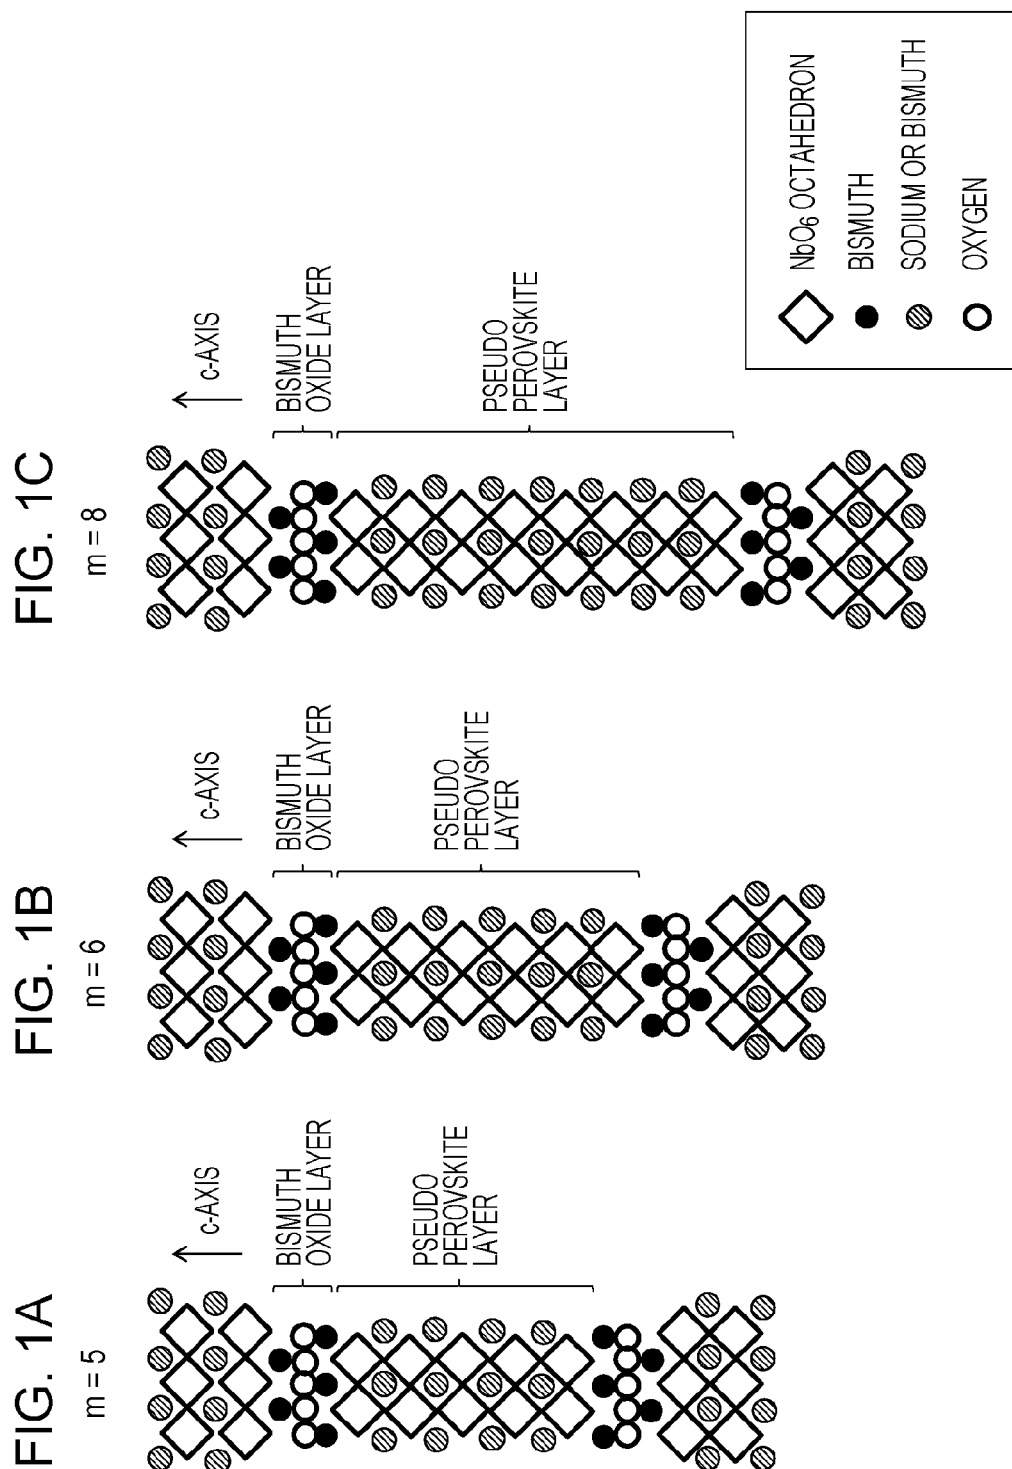 FIG. 1A
m = 5
c-AXIS
BISMUTH
OXIDE LAYER
PSEUDO
PEROVSKITE
LAYER
FIG. 1B
m = 6
c-AXIS
BISMUTH
OXIDE LAYER
PSEUDO
PEROVSKITE
LAYER
FIG. 1C
m = 8
c-AXIS
BISMUTH
OXIDE LAYER
PSEUDO
PEROVSKITE
LAYER
NbO₆ OCTAHEDRON
BISMUTH
SODIUM OR BISMUTH
OXYGEN